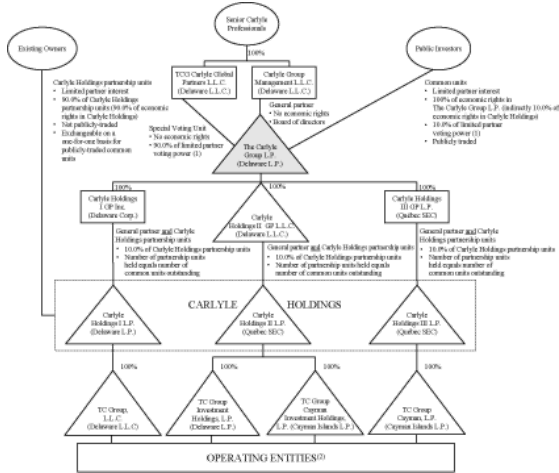 Senior Carlyle
Professionals
Existing Owners
Public Investors
100%
TCG Carlyle Global
Partners L.L.C.
(Delaware L.L.C.)
Carlyle Group
Management L.L.C.
(Delaware L.L.C.)
Carlyle Holdings partnership units
• Limited partner interest
• 90.0% of Carlyle Holdings
partnership units (90.0% of economic
rights in Carlyle Holdings)
• Not publicly-traded
• Exchangeable on a
one-for-one basis for
publicly-traded common
units
Common units
• Limited partner interest
• 100% of economic rights in
The Carlyle Group L.P. (indirectly 10.0% of
economic rights in Carlyle Holdings)
• 10.0% of limited partner
voting power (1)
• Publicly traded
General partner
• No economic rights
• Board of directors
Special Voting Unit
• No economic rights
• 90.0% of limited partner
voting power (1)
The Carlyle
Group L.P.
(Delaware L.P.)
100%
100%
100%
Carlyle Holdings
I GP Inc.
(Delaware Corp.)
Carlyle
Holdings II GP L.L.C.
(Delaware L.L.C.)
Carlyle Holdings
III GP L.P.
(Québec SEC)
General partner and Carlyle
Holdings partnership units
• 10.0% of Carlyle Holdings
partnership units
• Number of partnership
units held equals number of
common units outstanding
General partner and Carlyle Holdings partnership units
• 10.0% of Carlyle Holdings partnership units
• Number of partnership units held equals
number of common units outstanding
General partner and Carlyle
Holdings partnership units
• 10.0% of Carlyle Holdings partnership units
• Number of partnership units
held equals number of
common units outstanding
CARLYLE HOLDINGS
Carlyle
Holdings I L.P.
(Delaware L.P.)
Carlyle
Holdings II L.P.
(Québec SEC)
Carlyle
Holdings III L.P.
(Québec SEC)
100%
100%
100%
100%
TC Group,
L.L.C.
(Delaware L.L.C)
TC Group
Investment
Holdings, L.P.
(Delaware L.P.)
TC Group
Cayman
Investment Holdings,
L.P. (Cayman Islands L.P.)
TC Group
Cayman, L.P.
(Cayman Islands L.P.)
OPERATING ENTITIES(2)